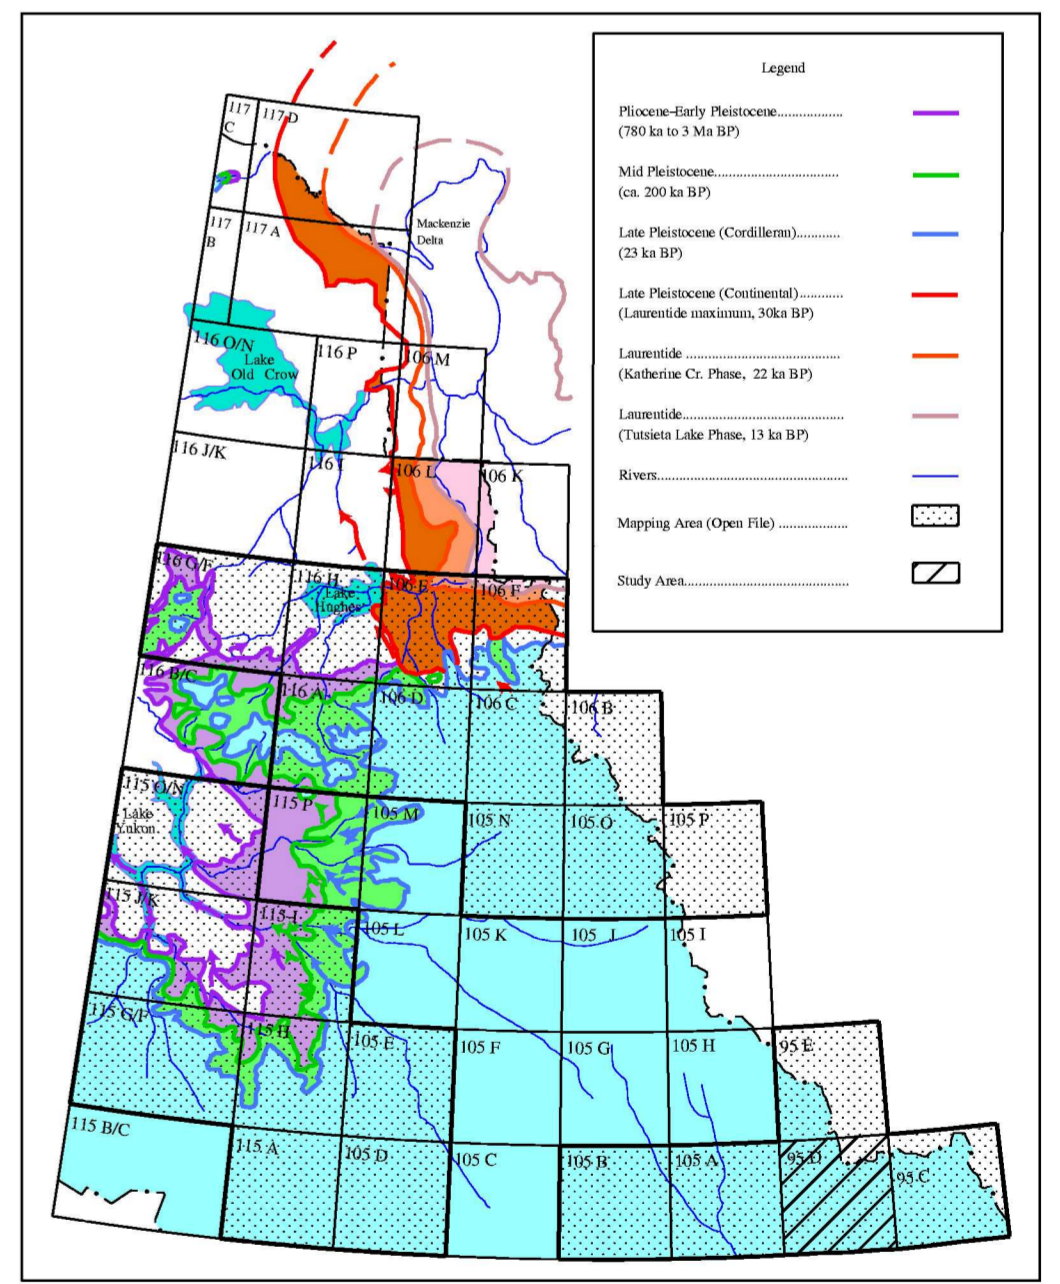 Legend
Pliocene-Early Pleistocene...................
(780 ka to 3 Ma BP)
Mid Pleistocene...................................
(ca. 200 ka BP)
Late Pleistocene (Cordilleran)............
(23 ka BP)
Late Pleistocene (Continental)............
(Laurentide maximum, 30ka BP)
Laurentide ...........................................
(Katherine Cr. Phase, 22 ka BP)
Laurentide.............................................
(Tutsieta Lake Phase, 13 ka BP)
Rivers.....................................................
Mapping Area (Open File) ...................
Study Area..............................................
117
C
117 D
117
B
117 A
Mackenzie
Delta
116 O/N
Lake
Old Crow
116 P
106 M
116 J/K
116 I
106 L
106 K
116 G/F
116 H
Lake
Hughes
106 E
106 F
116 B/C
116 A
106 D
106 C
106 B
115 O/N
Lake
Yukon
115 P
105 M
105 N
105 O
105 P
115 J/K
115 I
105 L
105 K
105 J
105 I
115 G/F
115 H
105 E
105 F
105 G
105 H
95 E
115 B/C
115 A
105 D
105 C
105 B
105 A
95 D
95 C